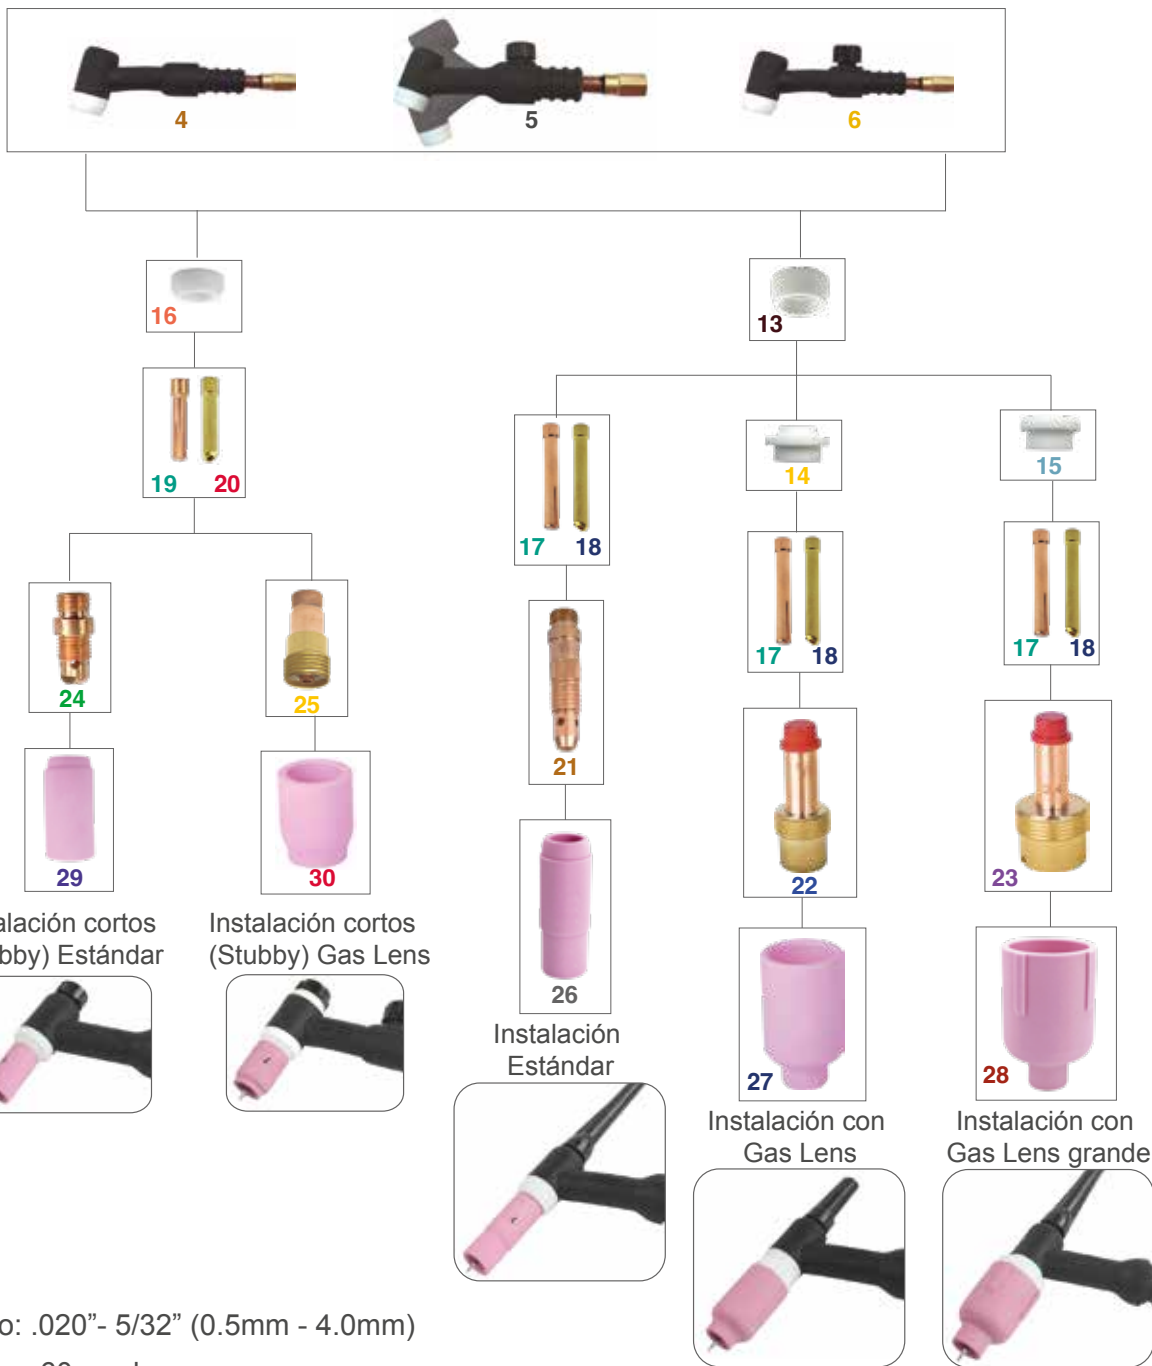 4
5
6
16
13
19 20
17 18
14
15
17 18
17 18
24
25
21
22
23
29
30
26
27
28
alación cortos
bby) Estándar
Instalación cortos
(Stubby) Gas Lens
Instalación
Estándar
Instalación con
Gas Lens
Instalación con
Gas Lens grande
o: .020”- 5/32” (0.5mm - 4.0mm)